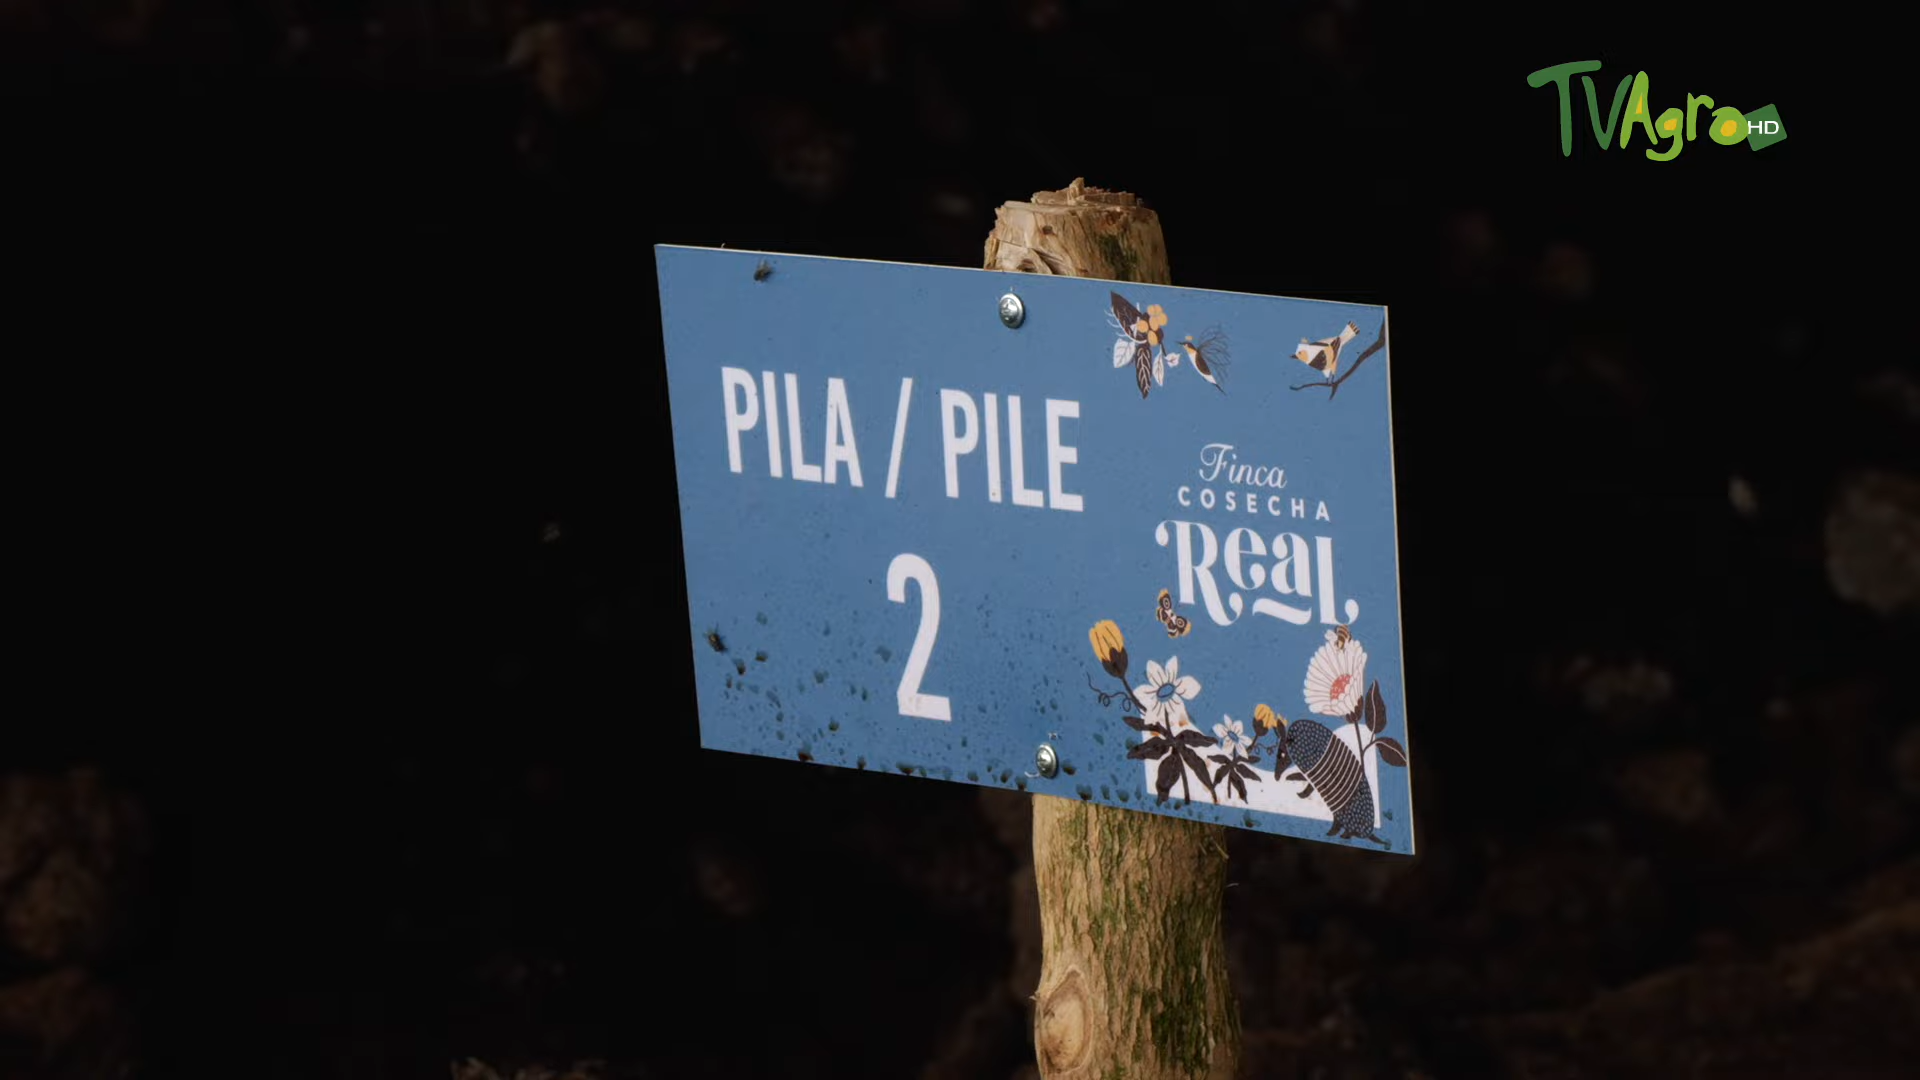 TVAgro HD
PILA / PILE
2
Finca
COSECHA
Real